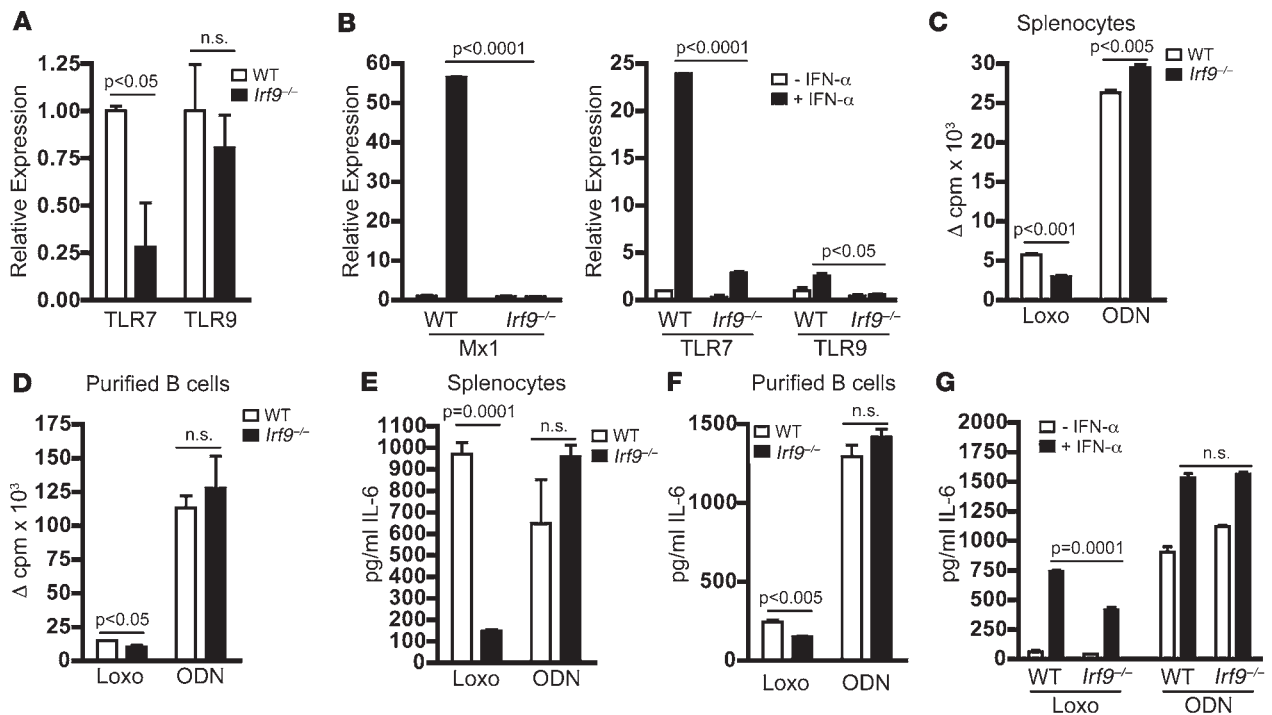 A
n.s.
p<0.05
WT
Irf9–/–
Relative Expression
1.25
1.00
0.75
0.50
0.25
0.00
TLR7 TLR9
B
p<0.0001
Relative Expression
60
50
40
30
20
10
0
WT Irf9–/–
Mx1
p<0.0001
- IFN-α
+ IFN-α
Relative Expression
25
20
15
10
5
0
p<0.05
WT Irf9–/– WT Irf9–/–
TLR7 TLR9
C
Splenocytes
p<0.005
WT
Irf9–/–
Δ cpm x 10³
30
25
20
15
10
5
0
p<0.001
Loxo ODN
D
Purified B cells
WT
Irf9–/–
n.s.
Δ cpm x 10³
175
150
125
100
75
50
25
0
p<0.05
Loxo ODN
E
Splenocytes
p=0.0001
n.s.
WT
Irf9–/–
pg/ml IL-6
1100
1000
900
800
700
600
500
400
300
200
100
0
Loxo ODN
F
Purified B cells
n.s.
WT
Irf9–/–
pg/ml IL-6
1500
1000
500
0
p<0.005
Loxo ODN
G
- IFN-α
+ IFN-α
n.s.
pg/ml IL-6
2000
1750
1500
1250
1000
750
500
250
0
p=0.0001
WT Irf9–/– WT Irf9–/–
Loxo ODN